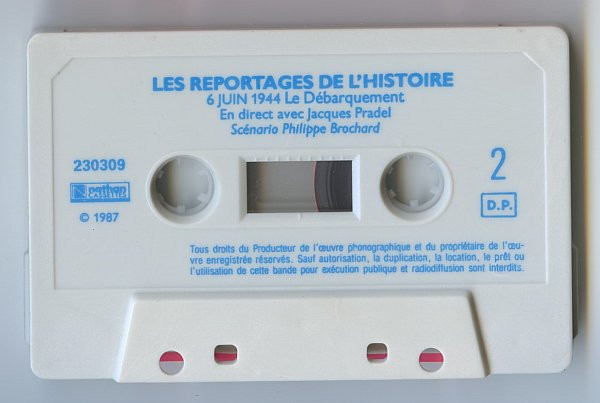 LES REPORTAGES DE L'HISTOIRE
6 JUIN 1944 Le Débarquement
En direct avec Jacques Pradel
Scénario Philippe Brochard
230309
nathan
CASSETTES
© 1987
2
D.P.
Tous droits du Producteur de l'œuvre phonographique et du propriétaire de l'œu-
vre enregistrée réservés. Sauf autorisation, la duplication, la location, le prêt ou
l'utilisation de cette bande pour exécution publique et radiodiffusion sont interdits.